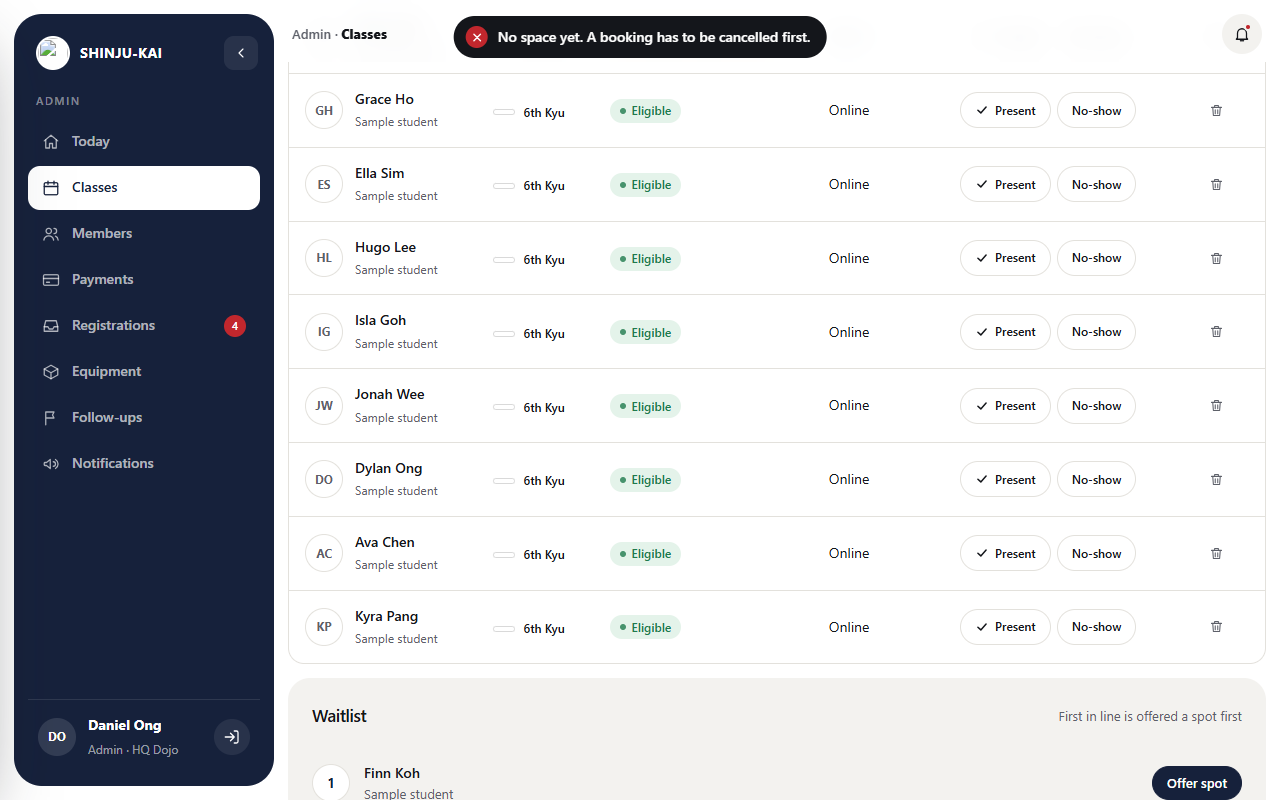 SHINJU-KAI
ADMIN
Today
Classes
Members
Payments
Registrations 4
Equipment
Follow-ups
Notifications
DO
Daniel Ong
Admin · HQ Dojo
Admin · Classes
No space yet. A booking has to be cancelled first.
GH Grace Ho Sample student 6th Kyu Eligible Online Present No-show
ES Ella Sim Sample student 6th Kyu Eligible Online Present No-show
HL Hugo Lee Sample student 6th Kyu Eligible Online Present No-show
IG Isla Goh Sample student 6th Kyu Eligible Online Present No-show
JW Jonah Wee Sample student 6th Kyu Eligible Online Present No-show
DO Dylan Ong Sample student 6th Kyu Eligible Online Present No-show
AC Ava Chen Sample student 6th Kyu Eligible Online Present No-show
KP Kyra Pang Sample student 6th Kyu Eligible Online Present No-show
Waitlist
First in line is offered a spot first
1 Finn Koh Offer spot
Sample student